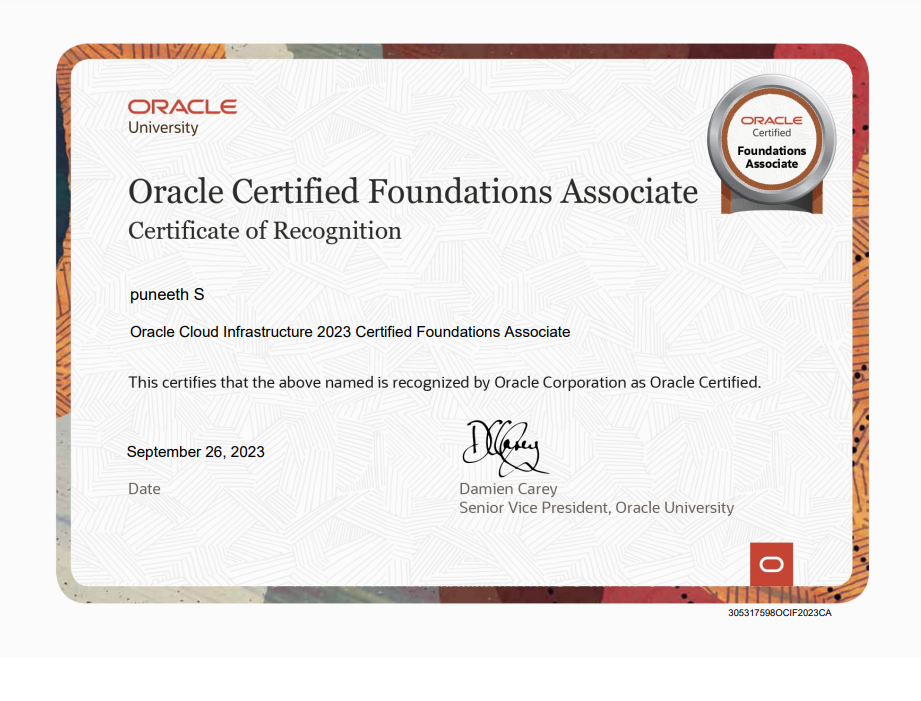 ORACLE
University
ORACLE
Certified
Foundations
Associate
Oracle Certified Foundations Associate
Certificate of Recognition
puneeth S
Oracle Cloud Infrastructure 2023 Certified Foundations Associate
This certifies that the above named is recognized by Oracle Corporation as Oracle Certified.
September 26, 2023
Date
DCarey
Damien Carey
Senior Vice President, Oracle University
305317598OCIF2023CA